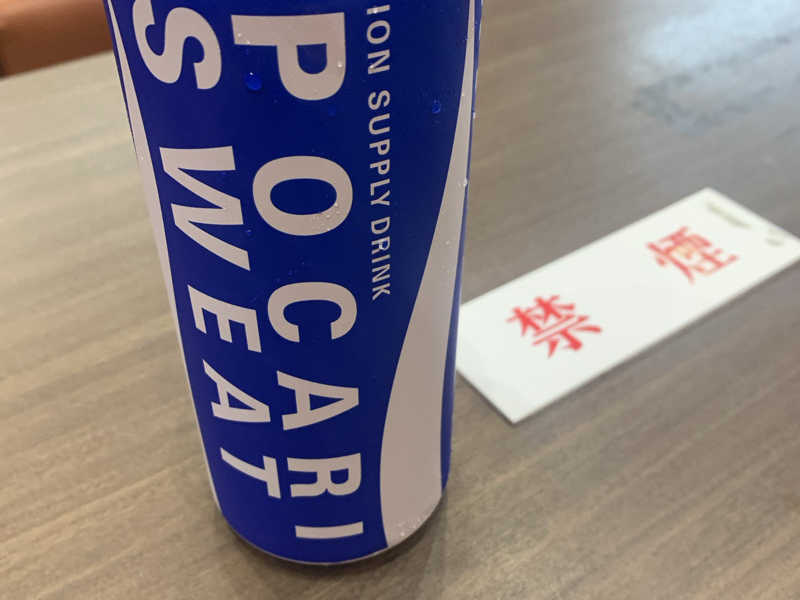 POCARI
SWEAT
ION SUPPLY DRINK
禁煙